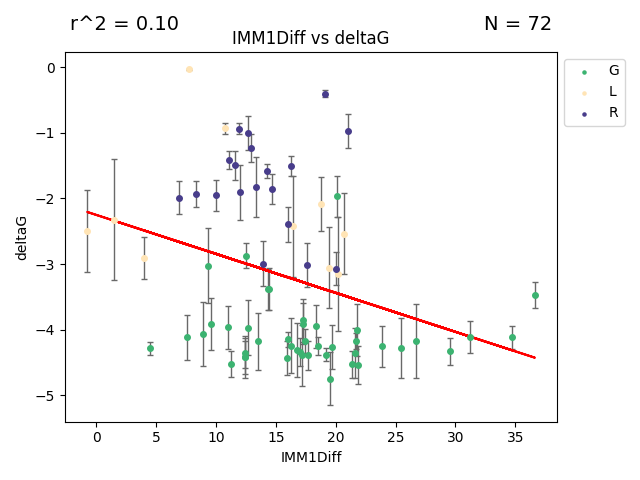 r^2 = 0.10
N = 72
IMM1Diff vs deltaG
G
L
R
0
−1
−2
−3
−4
−5
deltaG
0 5 10 15 20 25 30 35
IMM1Diff